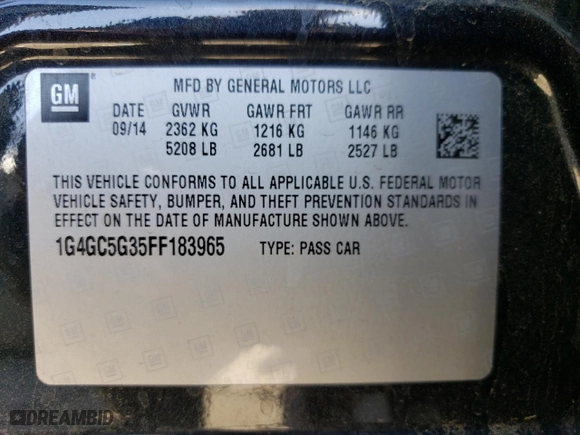 GM
MFD BY GENERAL MOTORS LLC
DATE GVWR GAWR FRT GAWR RR
09/14 2362 KG 1216 KG 1146 KG
5208 LB 2681 LB 2527 LB
THIS VEHICLE CONFORMS TO ALL APPLICABLE U.S. FEDERAL MOTOR
VEHICLE SAFETY, BUMPER, AND THEFT PREVENTION STANDARDS IN
EFFECT ON THE DATE OF MANUFACTURE SHOWN ABOVE.
1G4GC5G35FF183965 TYPE: PASS CAR
DREAMBID